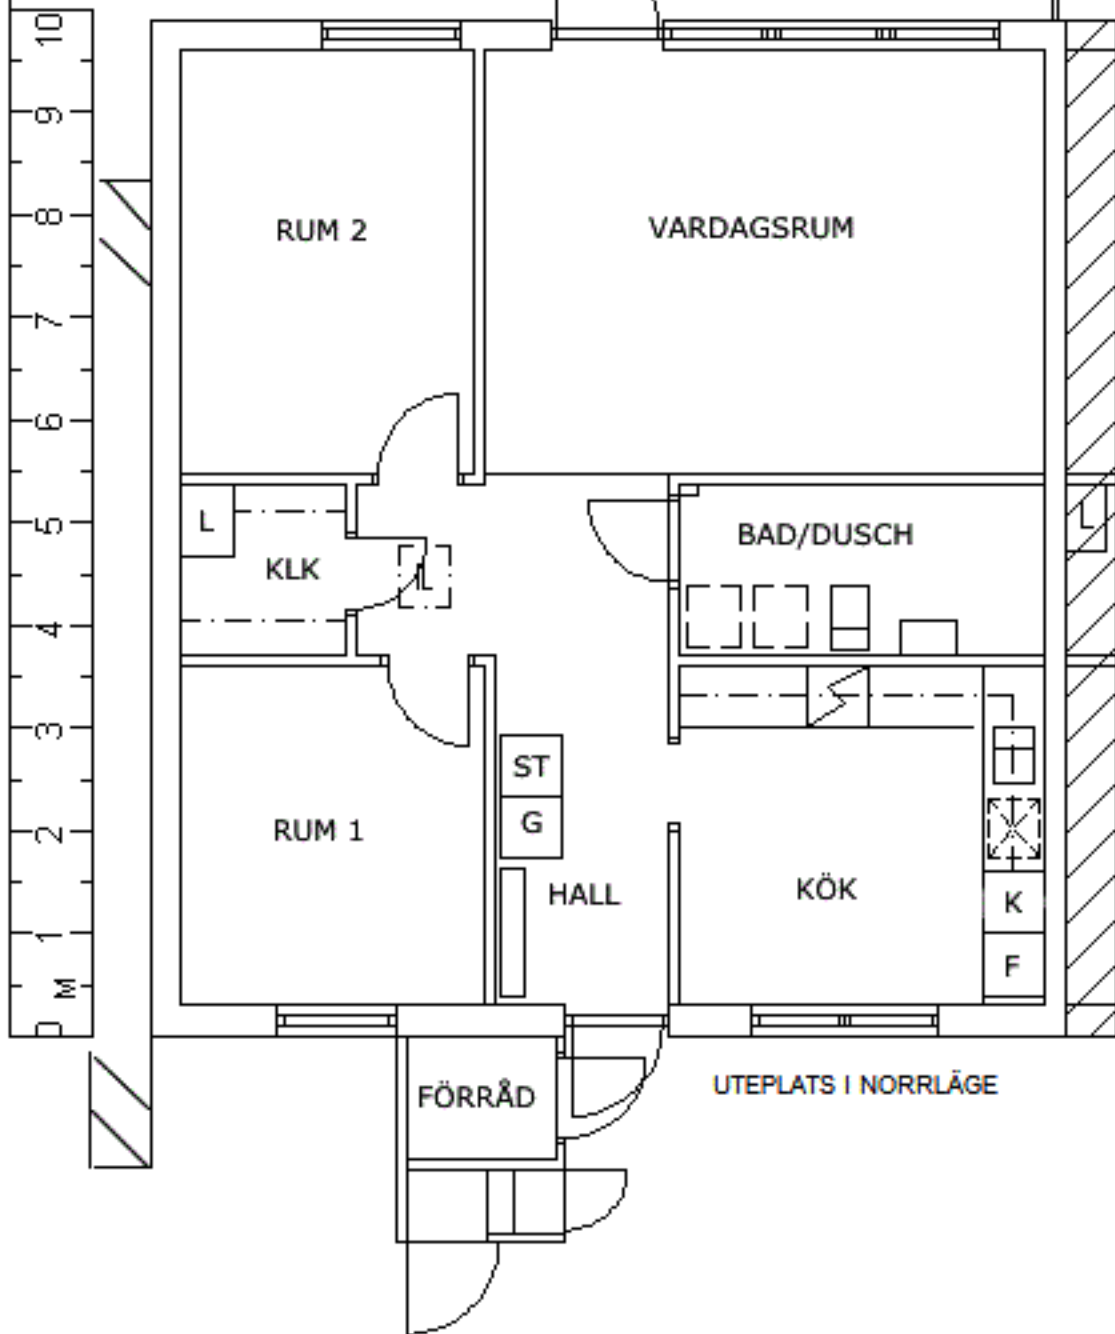 10
9
8
7
6
5
4
3
2
1
M
0
RUM 2
VARDAGSRUM
L
KLK
L
BAD/DUSCH
L
RUM 1
ST
G
HALL
KÖK
K
F
FÖRRÅD
UTEPLATS I NORRLÄGE